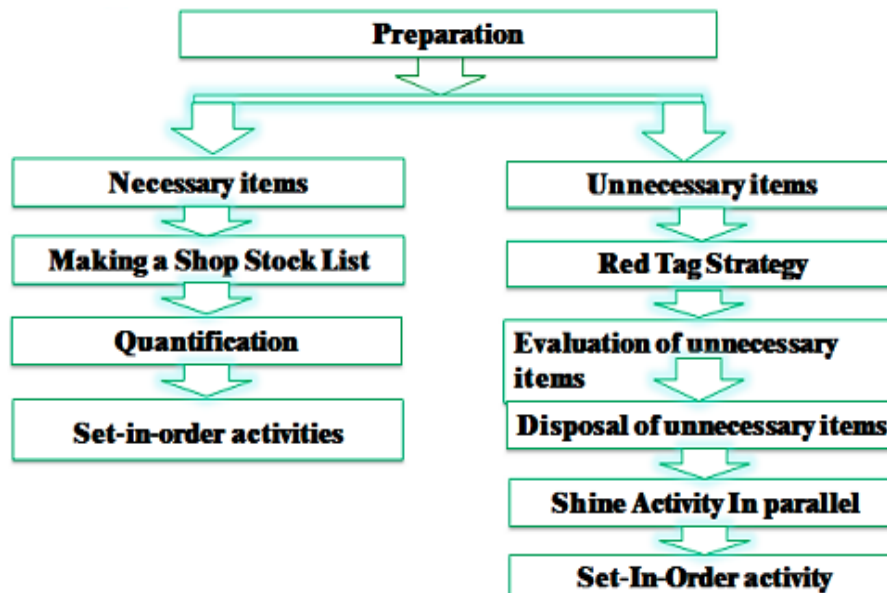 Preparation
Necessary items
Making a Shop Stock List
Quantification
Set-in-order activities
Unnecessary items
Red Tag Strategy
Evaluation of unnecessary
items
Disposal of unnecessary items
Shine Activity In parallel
Set-In-Order activity